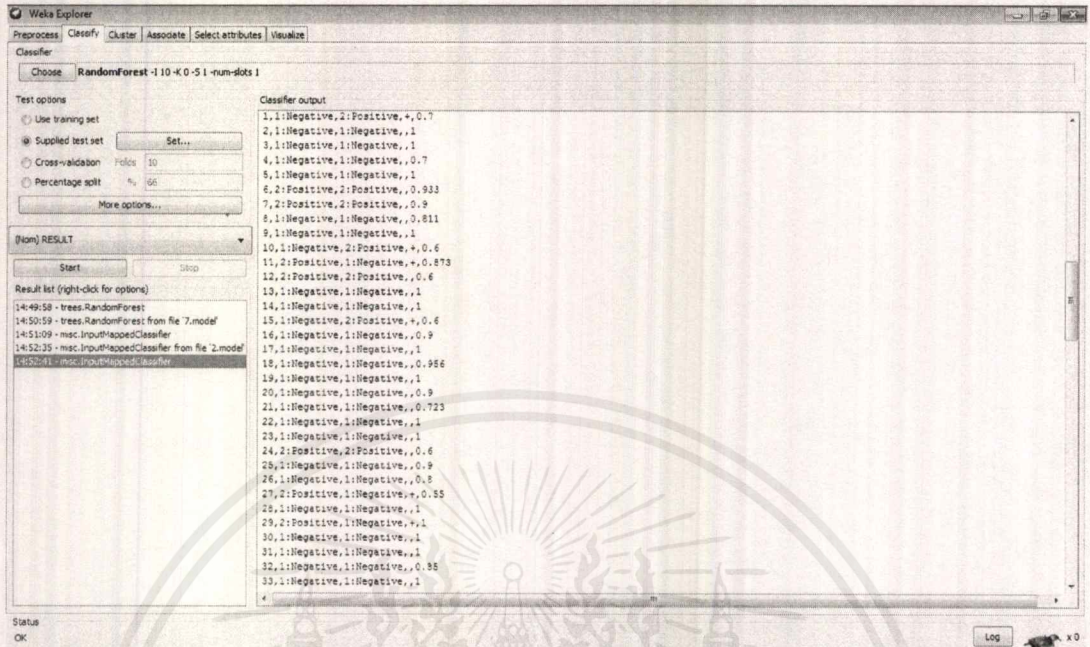 Weka Explorer
Preprocess Classify Cluster Associate Select attributes Visualize
Classifier
Choose RandomForest -I 10 -K 0 -S 1 -num-slots 1
Test options
Use training set
Supplied test set Set...
Cross-validation Folds 10
Percentage split % 66
More options...
(Nom) RESULT
Start Stop
Result list (right-click for options)
14:49:58 - trees.RandomForest
14:50:59 - trees.RandomForest from file '7.model'
14:51:09 - misc.InputMappedClassifier
14:52:35 - misc.InputMappedClassifier from file '2.model'
14:52:41 - misc.InputMappedClassifier
Classifier output
1,1:Negative,2:Positive,+,0.7
2,1:Negative,1:Negative,,1
3,1:Negative,1:Negative,,1
4,1:Negative,1:Negative,,0.7
5,1:Negative,1:Negative,,1
6,2:Positive,2:Positive,,0.933
7,2:Positive,2:Positive,,0.9
8,1:Negative,1:Negative,,0.811
9,1:Negative,1:Negative,,1
10,1:Negative,2:Positive,+,0.6
11,2:Positive,1:Negative,+,0.873
12,2:Positive,2:Positive,,0.6
13,1:Negative,1:Negative,,1
14,1:Negative,1:Negative,,1
15,1:Negative,2:Positive,+,0.6
16,1:Negative,1:Negative,,0.9
17,1:Negative,1:Negative,,1
18,1:Negative,1:Negative,,0.956
19,1:Negative,1:Negative,,1
20,1:Negative,1:Negative,,0.9
21,1:Negative,1:Negative,,0.723
22,1:Negative,1:Negative,,1
23,1:Negative,1:Negative,,1
24,2:Positive,2:Positive,,0.6
25,1:Negative,1:Negative,,0.9
26,1:Negative,1:Negative,,0.8
27,2:Positive,1:Negative,+,0.55
28,1:Negative,1:Negative,,1
29,2:Positive,1:Negative,+,1
30,1:Negative,1:Negative,,1
31,1:Negative,1:Negative,,1
32,1:Negative,1:Negative,,0.85
33,1:Negative,1:Negative,,1
Status
OK
Log x 0